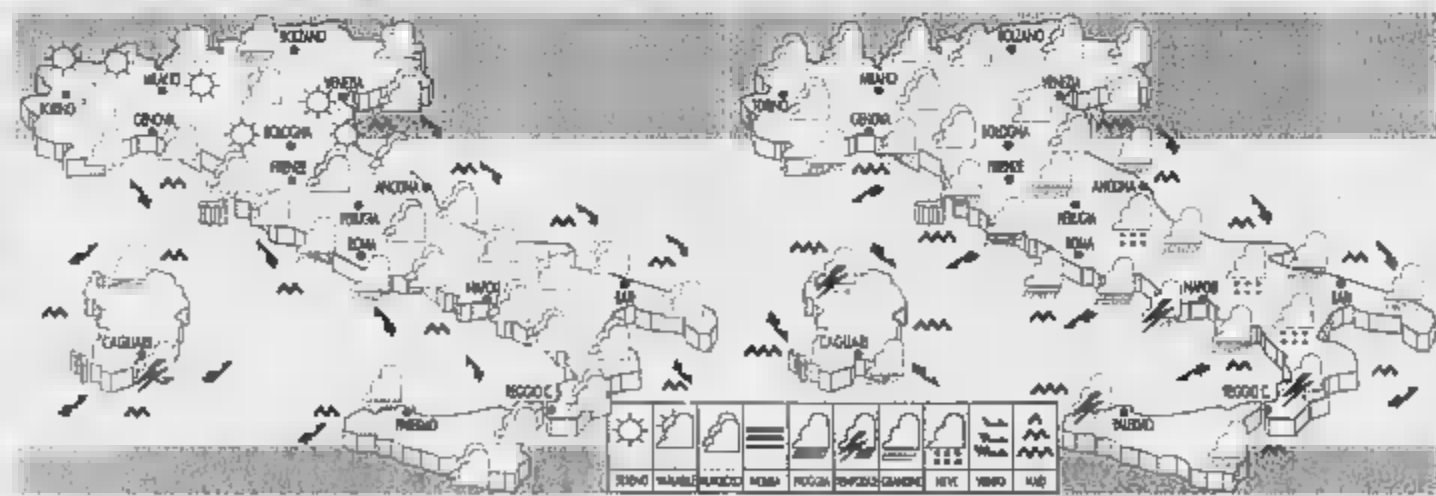 BOLZANO
MILANO
VENEZIA
TORINO
GENOVA
BOLOGNA
FIRENZE
ANCONA
PERUGIA
ROMA
NAPOLI
BARI
CAGLIARI
REGGIO C.
PALERMO
BOLZANO
MILANO
VENEZIA
TORINO
GENOVA
BOLOGNA
FIRENZE
ANCONA
PERUGIA
ROMA
NAPOLI
BARI
CAGLIARI
REGGIO C.
PALERMO
SERENO VARIABILE NUVOLOSO NEBBIA PIOGGIA TEMPORALE GRANDINE NEVE VENTO MARE